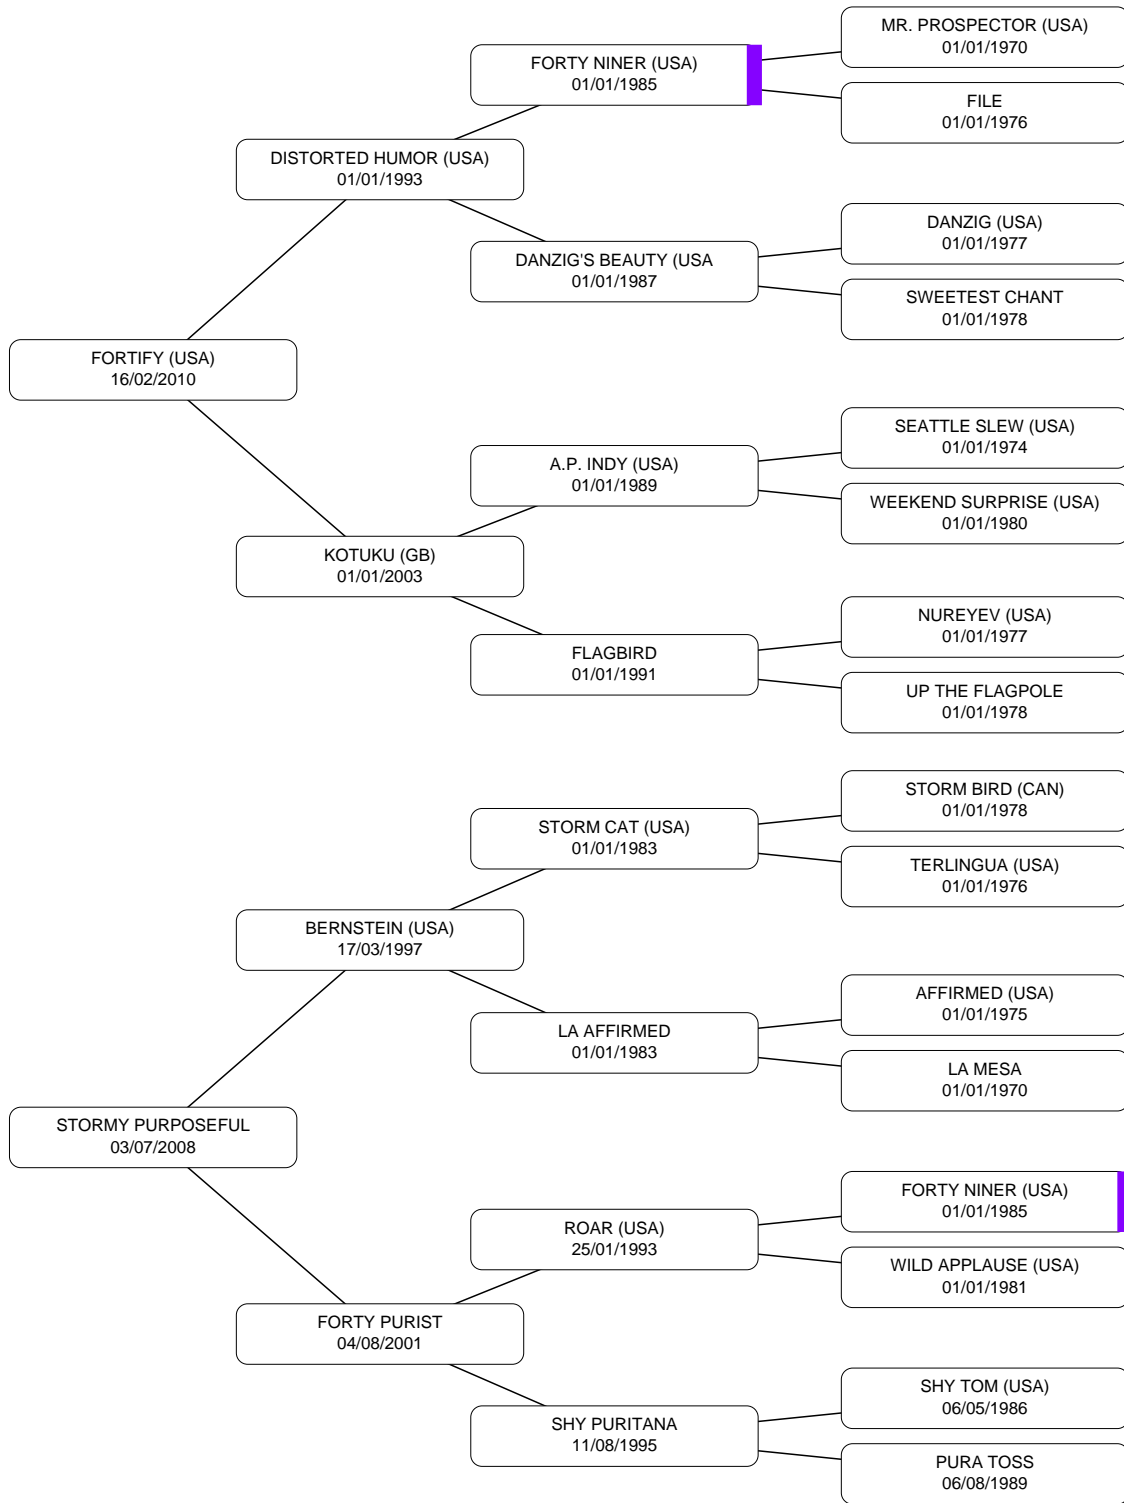 MR. PROSPECTOR (USA)
01/01/1970
FORTY NINER (USA)
01/01/1985
FILE
01/01/1976
DISTORTED HUMOR (USA)
01/01/1993
DANZIG (USA)
01/01/1977
DANZIG'S BEAUTY (USA
01/01/1987
SWEETEST CHANT
01/01/1978
FORTIFY (USA)
16/02/2010
SEATTLE SLEW (USA)
01/01/1974
A.P. INDY (USA)
01/01/1989
WEEKEND SURPRISE (USA)
01/01/1980
KOTUKU (GB)
01/01/2003
NUREYEV (USA)
01/01/1977
FLAGBIRD
01/01/1991
UP THE FLAGPOLE
01/01/1978
STORM BIRD (CAN)
01/01/1978
STORM CAT (USA)
01/01/1983
TERLINGUA (USA)
01/01/1976
BERNSTEIN (USA)
17/03/1997
AFFIRMED (USA)
01/01/1975
LA AFFIRMED
01/01/1983
LA MESA
01/01/1970
STORMY PURPOSEFUL
03/07/2008
FORTY NINER (USA)
01/01/1985
ROAR (USA)
25/01/1993
WILD APPLAUSE (USA)
01/01/1981
FORTY PURIST
04/08/2001
SHY TOM (USA)
06/05/1986
SHY PURITANA
11/08/1995
PURA TOSS
06/08/1989